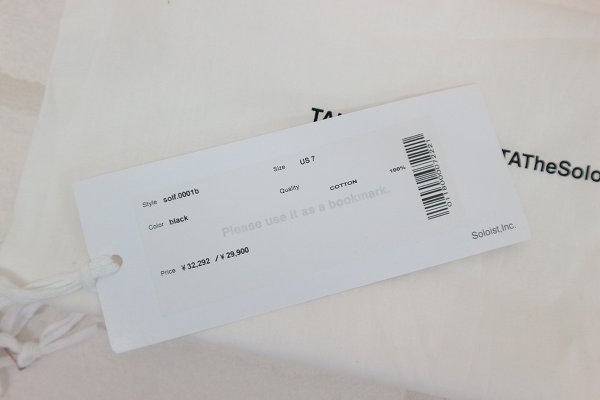 TA
TATheSolo
Style solf.0001b
Size US 7
Color black
Quality COTTON 100%
Please use it as a bookmark.
Price ¥ 32,292 / ¥ 29,900
Soloist,Inc.